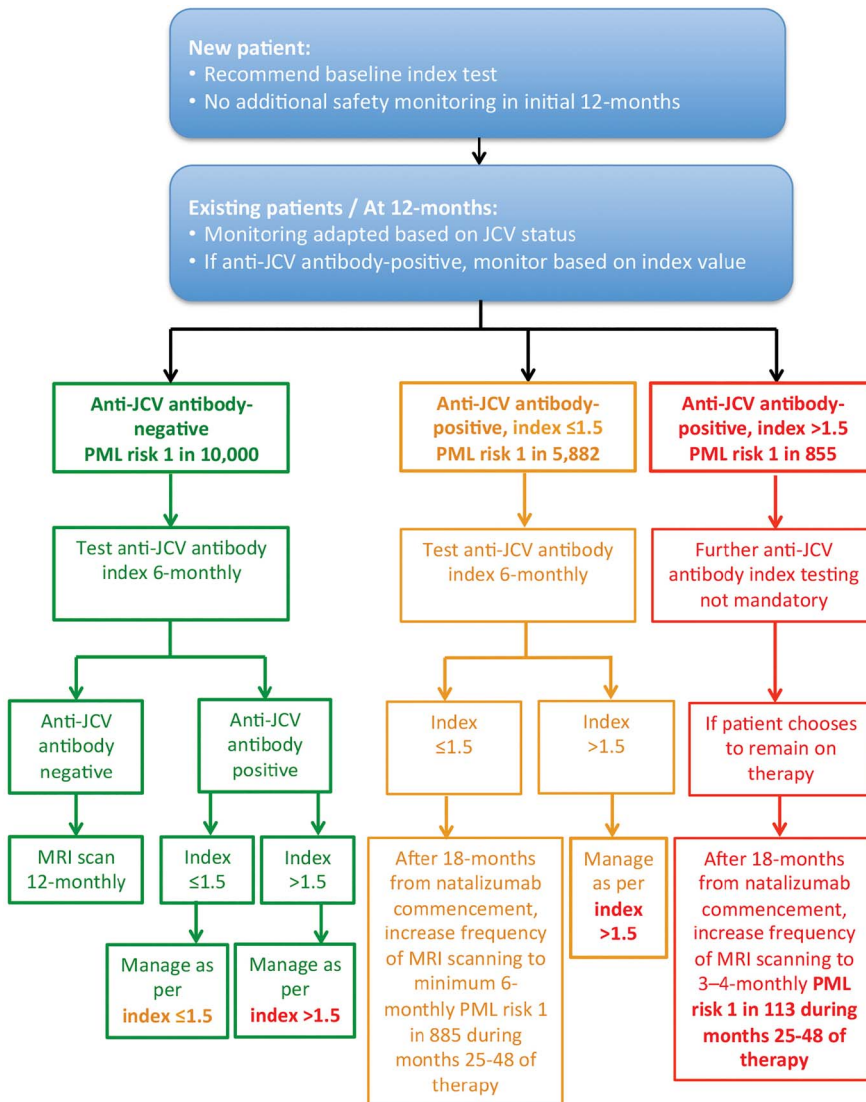 New patient:
• Recommend baseline index test
• No additional safety monitoring in initial 12-months
Existing patients / At 12-months:
• Monitoring adapted based on JCV status
• If anti-JCV antibody-positive, monitor based on index value
Anti-JCV antibody-
negative
PML risk 1 in 10,000
Anti-JCV antibody-
positive, index ≤1.5
PML risk 1 in 5,882
Anti-JCV antibody-
positive, index >1.5
PML risk 1 in 855
Test anti-JCV antibody
index 6-monthly
Test anti-JCV antibody
index 6-monthly
Further anti-JCV
antibody index testing
not mandatory
Anti-JCV
antibody
negative
Anti-JCV
antibody
positive
Index
≤1.5
Index
>1.5
If patient chooses
to remain on
therapy
MRI scan
12-monthly
Index
≤1.5
Index
>1.5
Manage as
per
index ≤1.5
Manage as
per
index >1.5
After 18-months
from natalizumab
commencement,
increase frequency
of MRI scanning to
minimum 6-
monthly PML risk 1
in 885 during
months 25-48 of
therapy
Manage
as per
index
>1.5
After 18-months
from natalizumab
commencement,
increase frequency
of MRI scanning to
3–4-monthly PML
risk 1 in 113 during
months 25-48 of
therapy